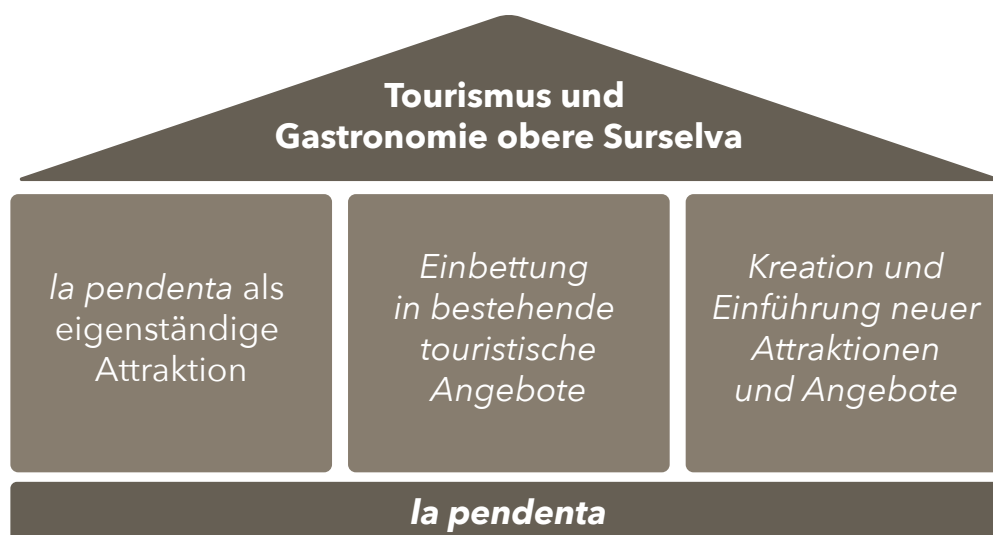 Tourismus und
Gastronomie obere Surselva
la pendenta als
eigenständige
Attraktion
Einbettung
in bestehende
touristische
Angebote
Kreation und
Einführung neuer
Attraktionen
und Angebote
la pendenta